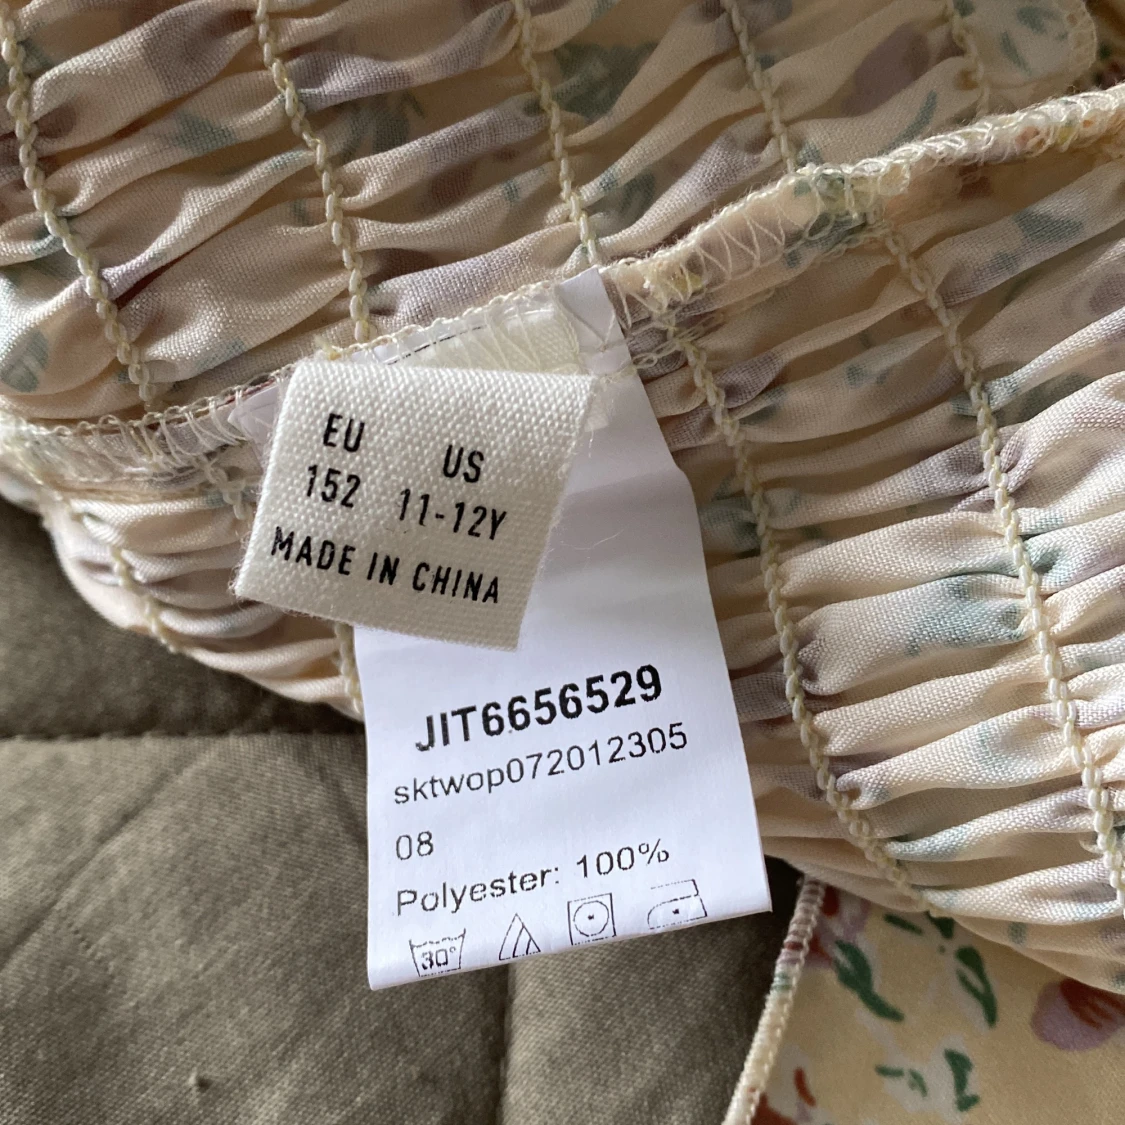 EU US
152 11-12Y
MADE IN CHINA
JIT6656529
sktwop072012305
08
Polyester: 100%
30°